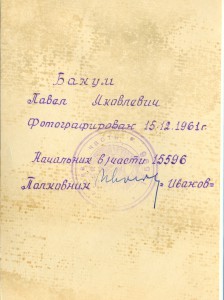 Бакум
Павел Яковлевич
Фотографирован 15.12.1961г.
Начальник в/части 15596
"Полковник "Иванов"